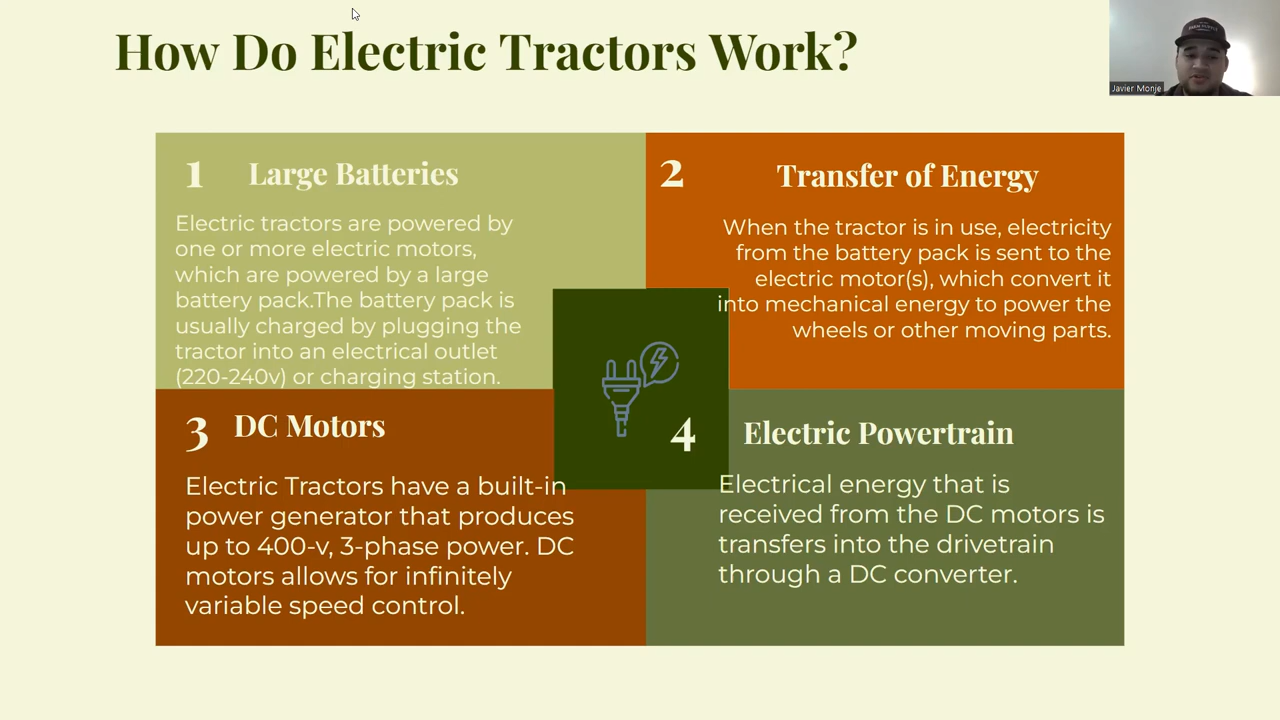 How Do Electric Tractors Work?
Javier Monje
1 Large Batteries
Electric tractors are powered by
one or more electric motors,
which are powered by a large
battery pack.The battery pack is
usually charged by plugging the
tractor into an electrical outlet
(220-240v) or charging station.
2 Transfer of Energy
When the tractor is in use, electricity
from the battery pack is sent to the
electric motor(s), which convert it
into mechanical energy to power the
wheels or other moving parts.
3 DC Motors
Electric Tractors have a built-in
power generator that produces
up to 400-v, 3-phase power. DC
motors allows for infinitely
variable speed control.
4 Electric Powertrain
Electrical energy that is
received from the DC motors is
transfers into the drivetrain
through a DC converter.